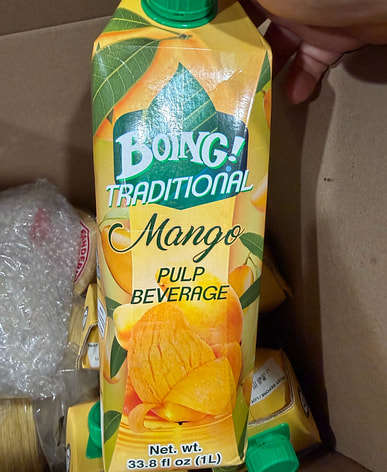 BOING!
TRADITIONAL
Mango
PULP
BEVERAGE
Net. wt.
33.8 fl oz (1L)